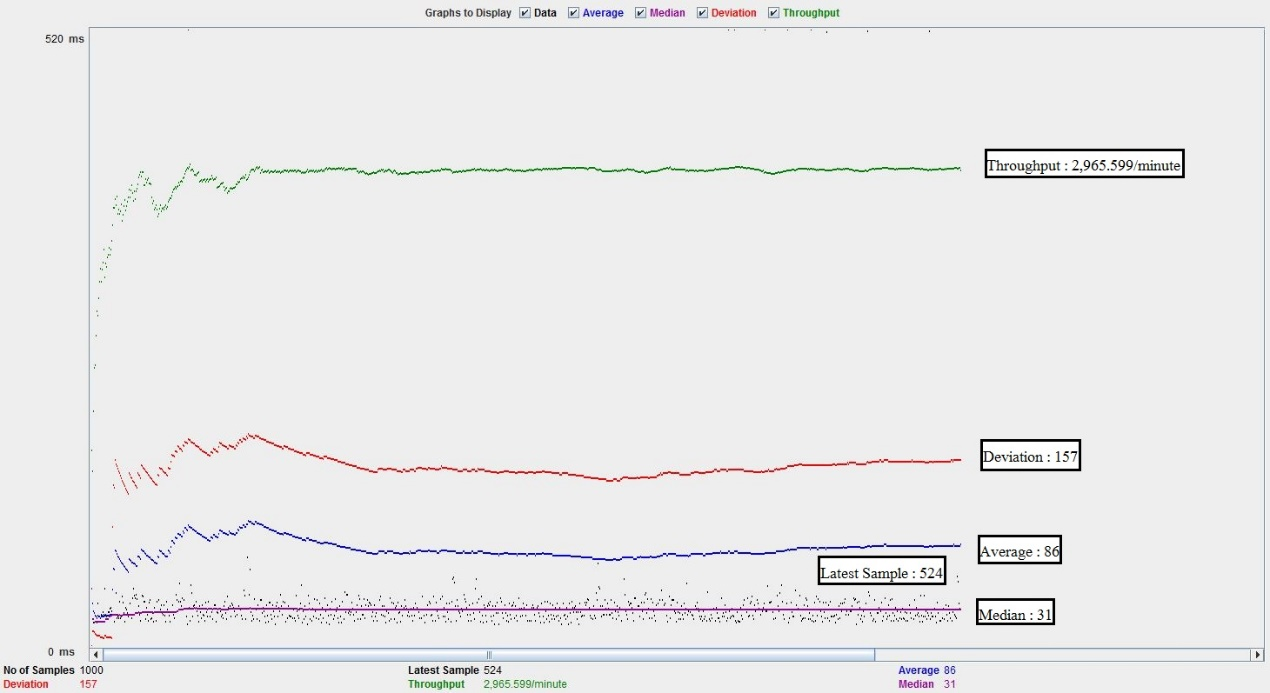 Graphs to Display Data Average Median Deviation Throughput
520 ms
Throughput : 2,965.599/minute
Deviation : 157
Average : 86
Latest Sample : 524
Median : 31
0 ms
No of Samples 1000 Latest Sample 524 Average 86
Deviation 157 Throughput 2,965.599/minute Median 31